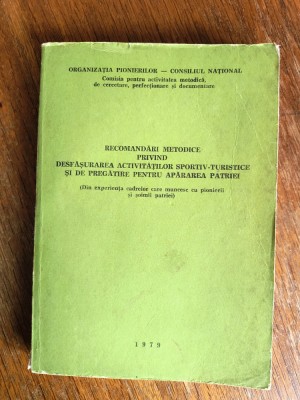 ORGANIZAȚIA PIONIERILOR — CONSILIUL NAȚIONAL
Comisia pentru activitatea metodică,
de cercetare, perfecționare și documentare
RECOMANDĂRI METODICE
PRIVIND
DESFĂȘURAREA ACTIVITĂȚILOR SPORTIV-TURISTICE
ȘI DE PREGĂTIRE PENTRU APĂRAREA PATRIEI
(Din experiența cadrelor care muncesc cu pionierii
și șoimii patriei)
1979